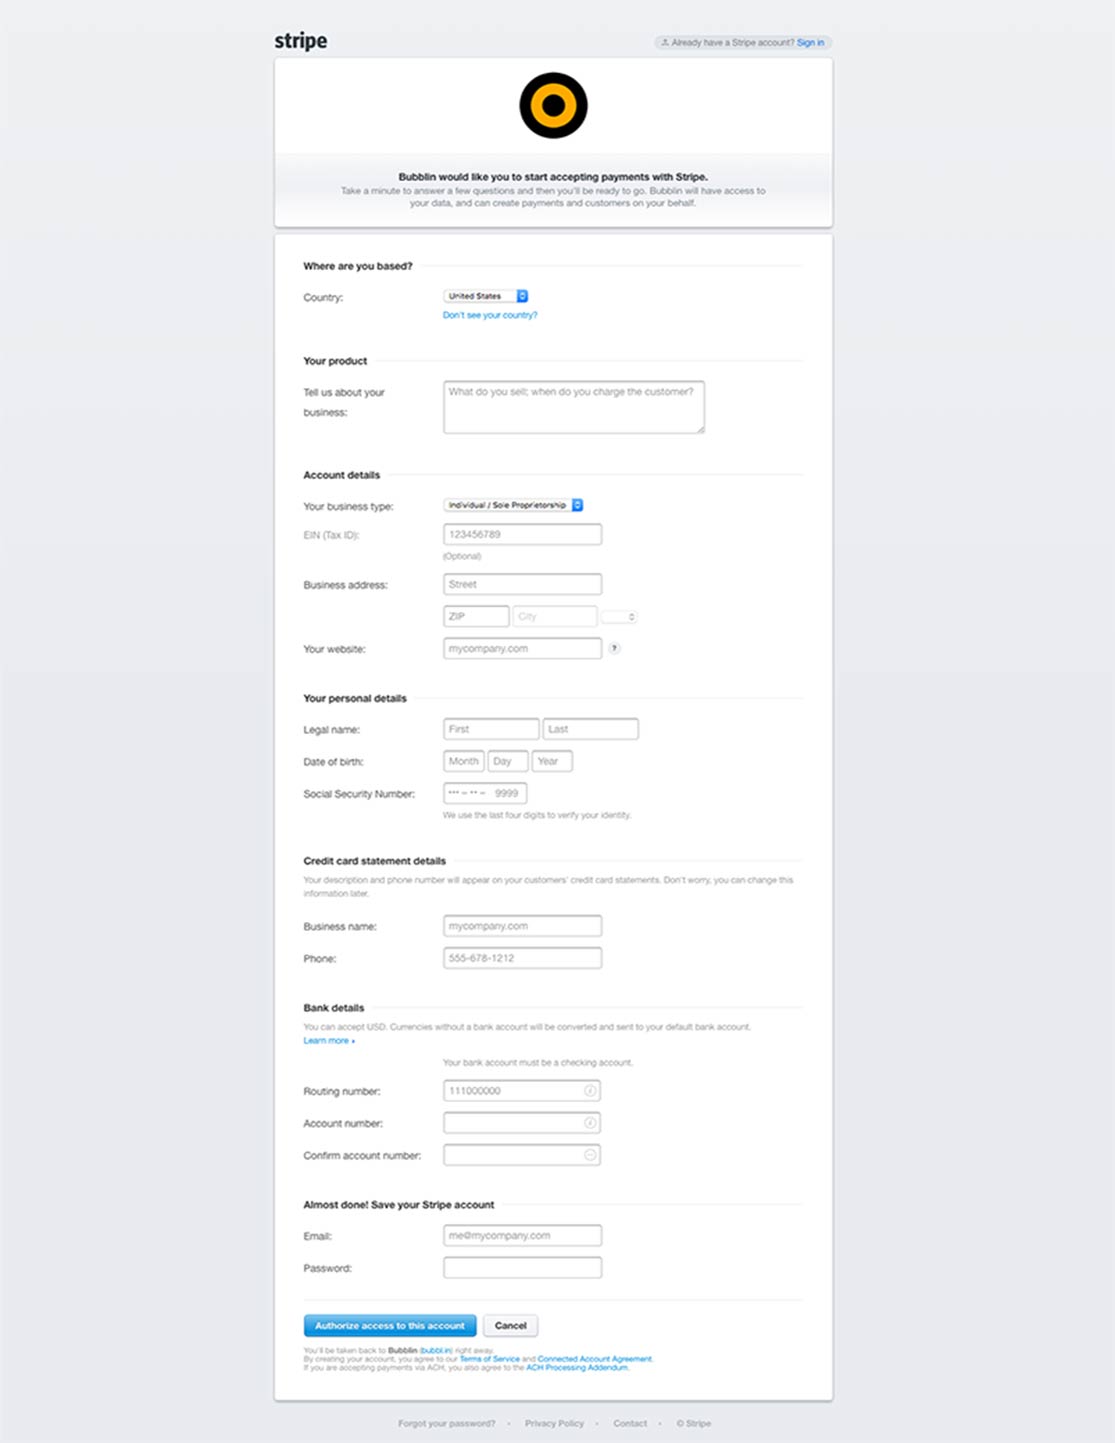 stripe
Already have a Stripe account? Sign in
Bubblin would like you to start accepting payments with Stripe.
Take a minute to answer a few questions and then you'll be ready to go. Bubblin will have access to
your data, and can create payments and customers on your behalf.
Where are you based?
Country: United States
Don't see your country?
Your product
Tell us about your
business:
What do you sell; when do you charge the customer?
Account details
Your business type: Individual / Sole Proprietorship
EIN (Tax ID): 123456789
(Optional)
Business address: Street
ZIP City
Your website: mycompany.com ?
Your personal details
Legal name: First Last
Date of birth: Month Day Year
Social Security Number: ••• – •• – 9999
We use the last four digits to verify your identity.
Credit card statement details
Your description and phone number will appear on your customers' credit card statements. Don't worry, you can change this
information later.
Business name: mycompany.com
Phone: 555-678-1212
Bank details
You can accept USD. Currencies without a bank account will be converted and sent to your default bank account.
Learn more ▸
Your bank account must be a checking account.
Routing number: 111000000
Account number:
Confirm account number:
Almost done! Save your Stripe account
Email: me@mycompany.com
Password:
Authorize access to this account Cancel
You'll be taken back to Bubblin (bubbl.in) right away.
By creating your account, you agree to our Terms of Service and Connected Account Agreement.
If you are accepting payments via ACH, you also agree to the ACH Processing Addendum.
Forgot your password? · Privacy Policy · Contact · © Stripe